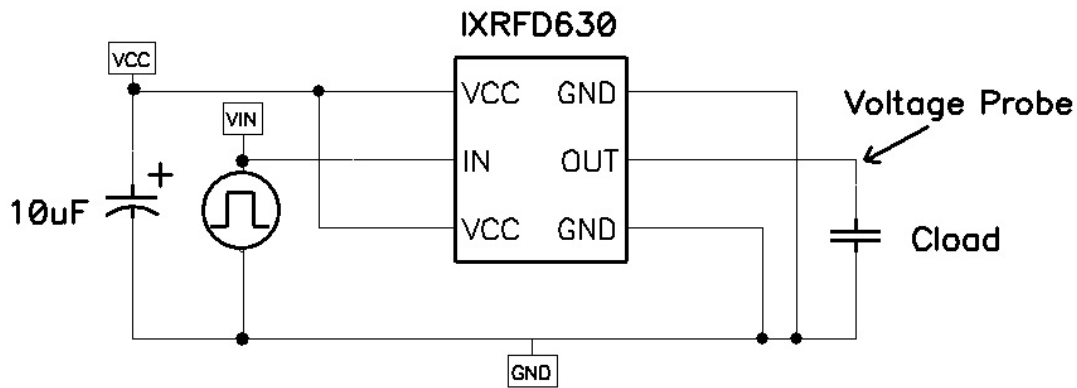 IXRFD630
VCC
VCC GND
Voltage Probe
VIN
IN OUT
+
10uF
VCC GND
Cload
GND